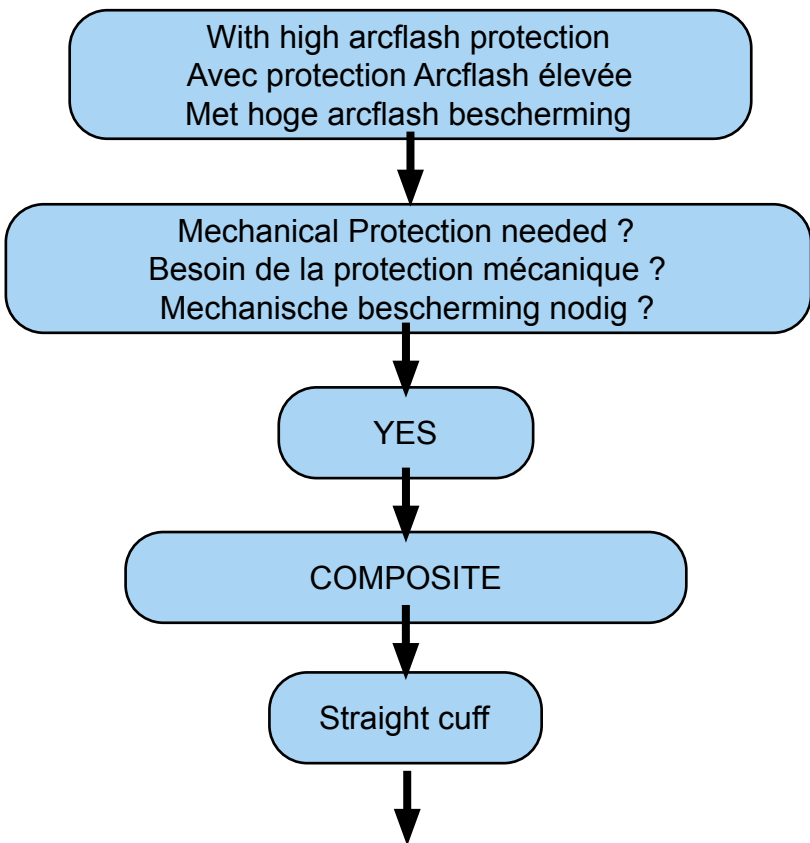 With high arcflash protection
Avec protection Arcflash élevée
Met hoge arcflash bescherming
Mechanical Protection needed ?
Besoin de la protection mécanique ?
Mechanische bescherming nodig ?
YES
COMPOSITE
Straight cuff